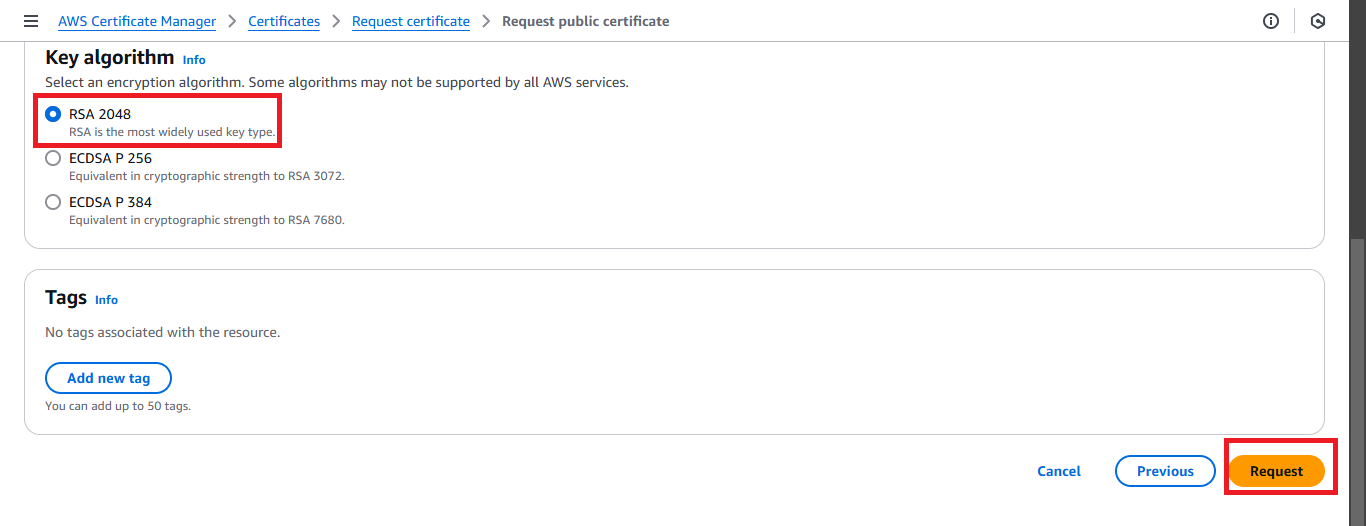 AWS Certificate Manager > Certificates > Request certificate > Request public certificate
Key algorithm Info
Select an encryption algorithm. Some algorithms may not be supported by all AWS services.
RSA 2048
RSA is the most widely used key type.
ECDSA P 256
Equivalent in cryptographic strength to RSA 3072.
ECDSA P 384
Equivalent in cryptographic strength to RSA 7680.
Tags Info
No tags associated with the resource.
Add new tag
You can add up to 50 tags.
Cancel Previous Request